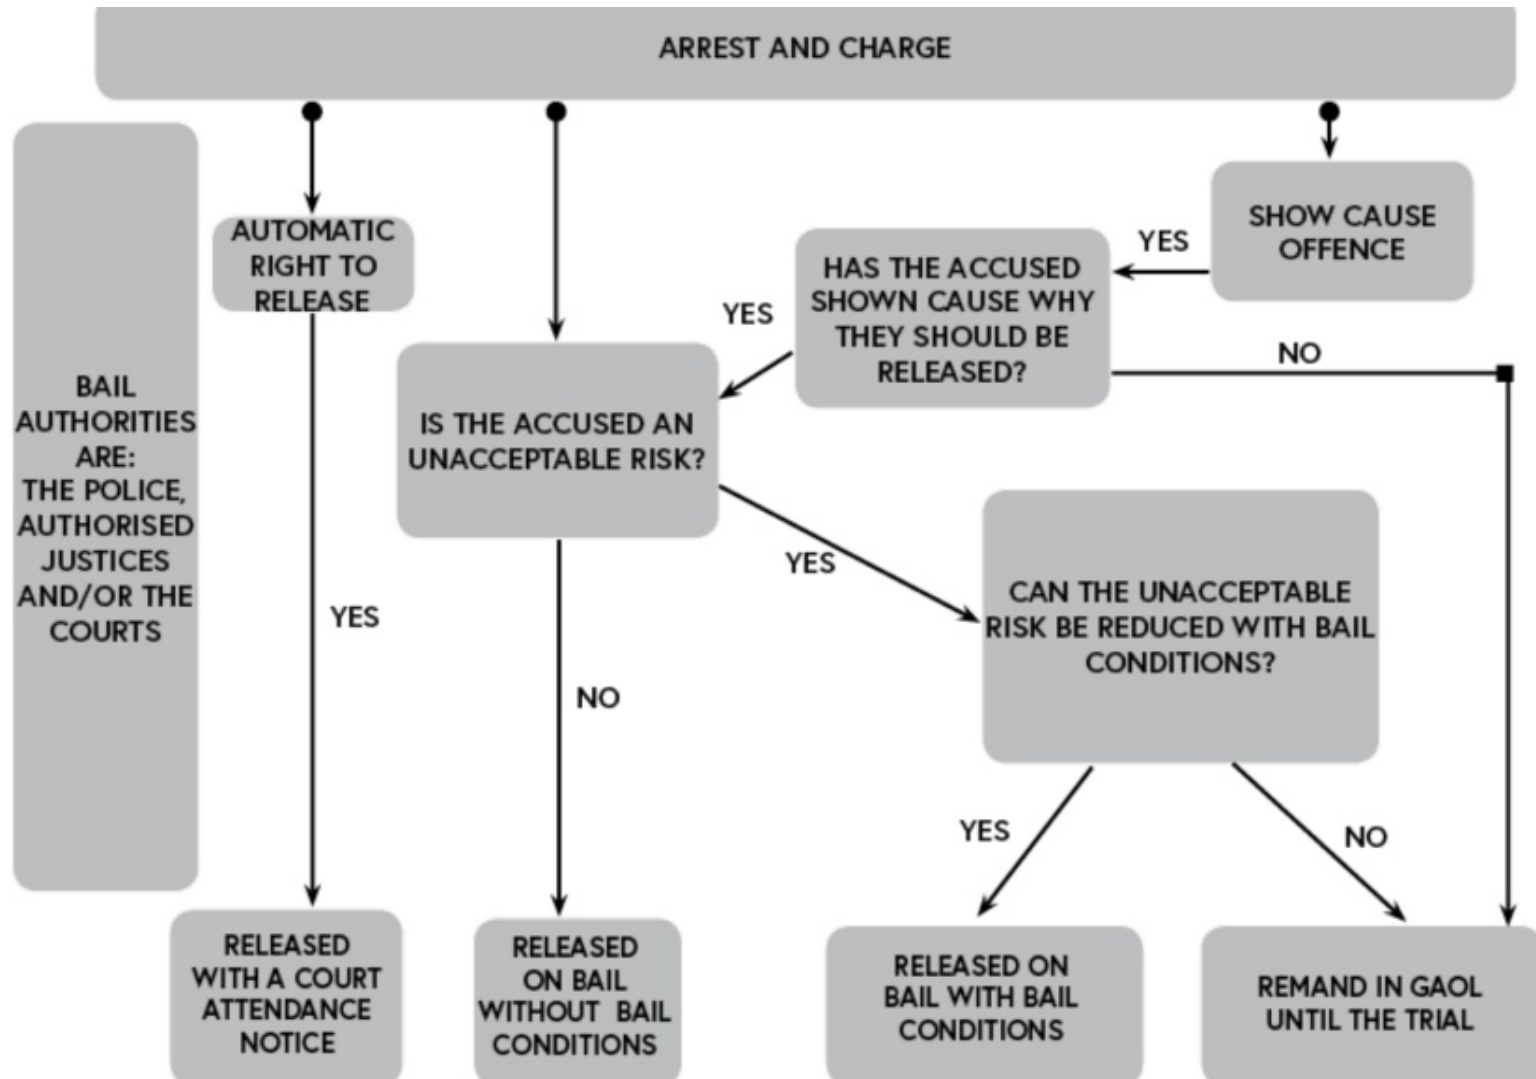 ARREST AND CHARGE
BAIL
AUTHORITIES
ARE:
THE POLICE,
AUTHORISED
JUSTICES
AND/OR THE
COURTS
AUTOMATIC
RIGHT TO
RELEASE
YES
RELEASED
WITH A COURT
ATTENDANCE
NOTICE
SHOW CAUSE
OFFENCE
YES
HAS THE ACCUSED
SHOWN CAUSE WHY
THEY SHOULD BE
RELEASED?
YES
NO
IS THE ACCUSED AN
UNACCEPTABLE RISK?
YES
NO
CAN THE UNACCEPTABLE
RISK BE REDUCED WITH BAIL
CONDITIONS?
YES
NO
RELEASED
ON BAIL
WITHOUT BAIL
CONDITIONS
RELEASED ON
BAIL WITH BAIL
CONDITIONS
REMAND IN GAOL
UNTIL THE TRIAL